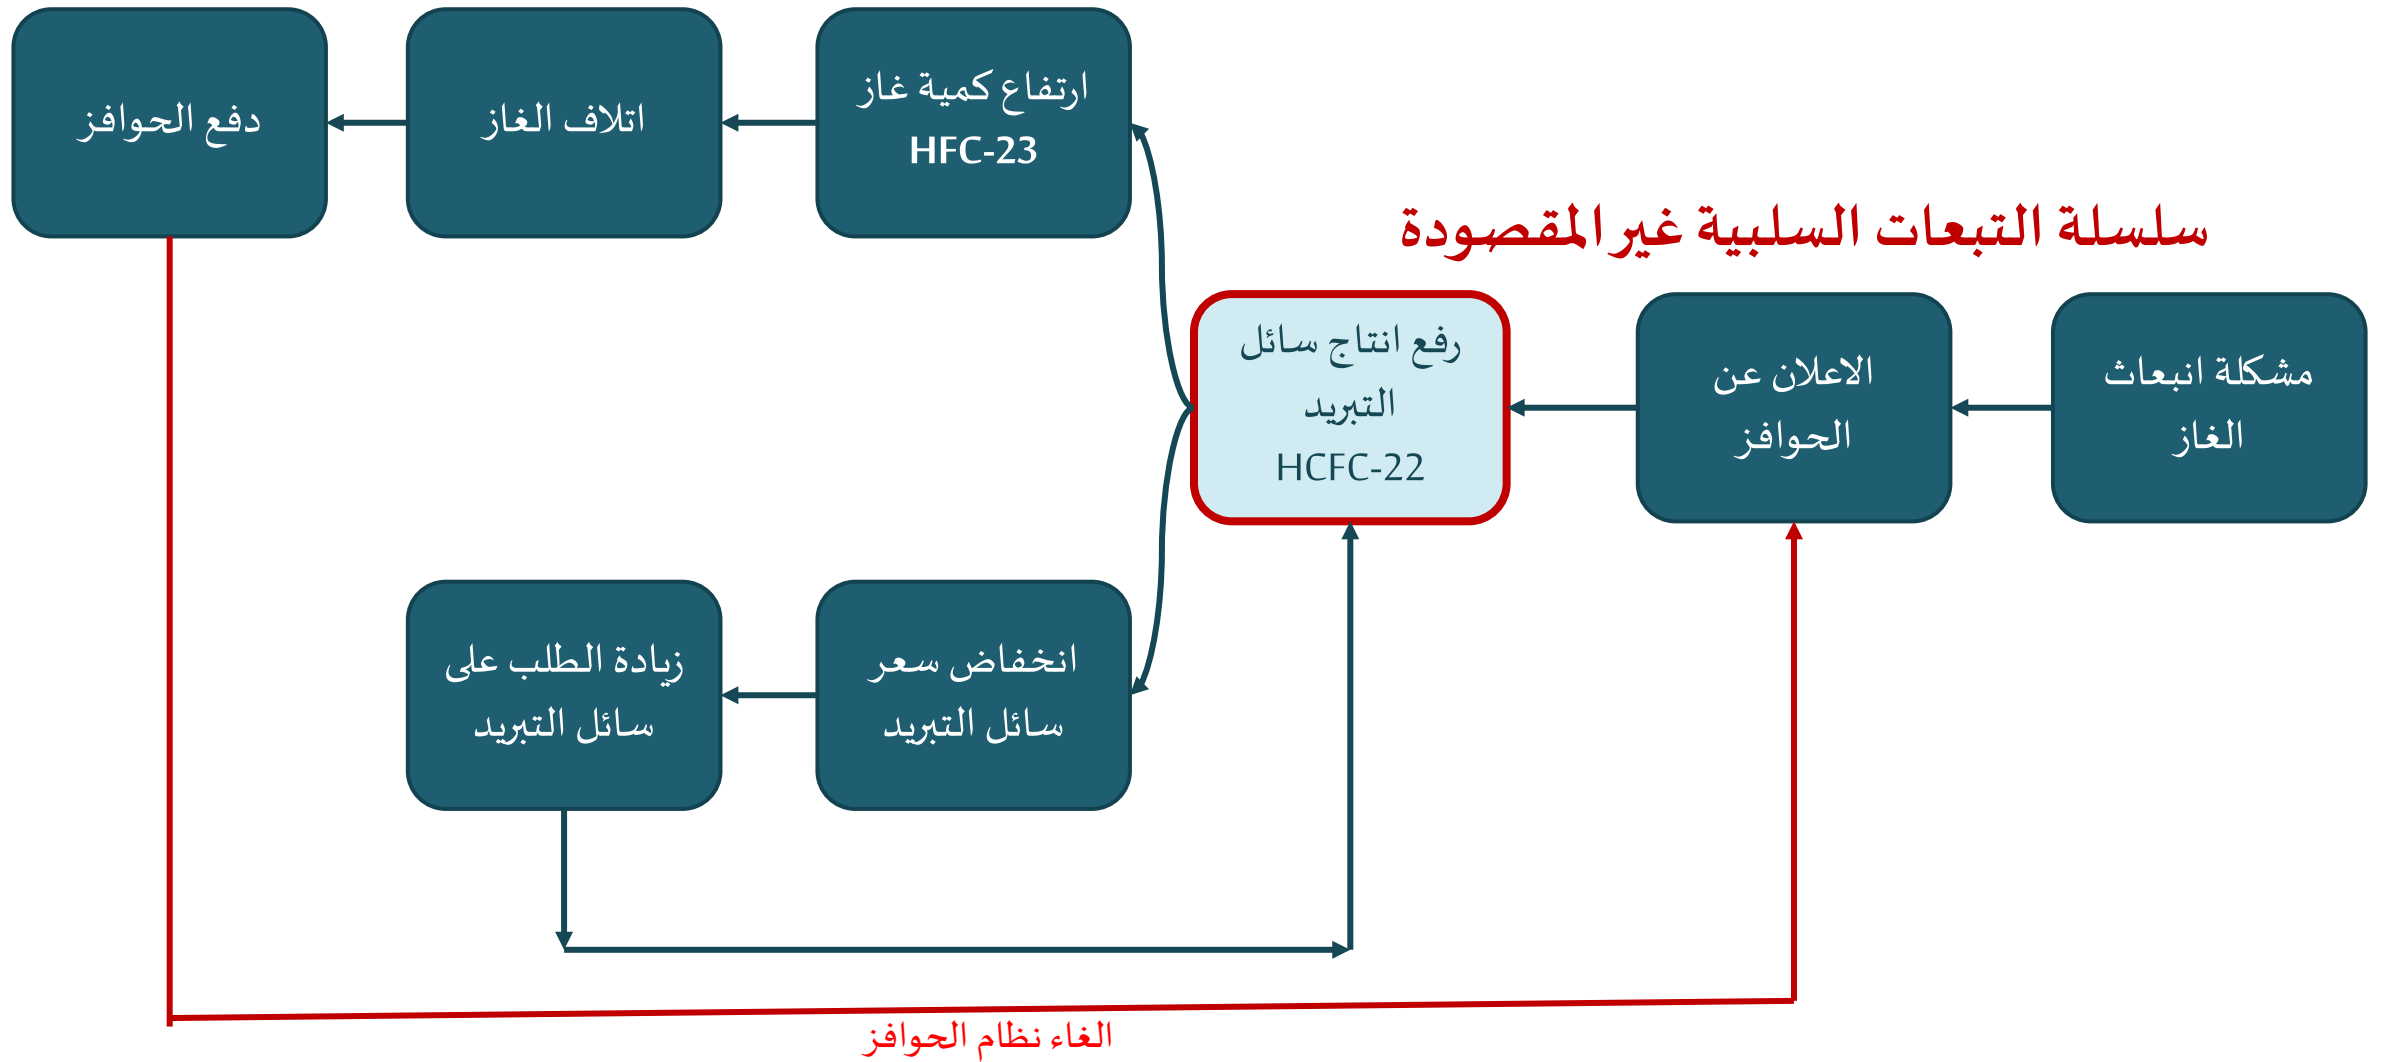 سلسلة التبعات السلبية غير المقصودة
مشكلة انبعاث
الغاز
الاعلان عن
الحوافز
رفع انتاج سائل
التبريد
HCFC-22
ارتفاع كمية غاز
HFC-23
اتلاف الغاز
دفع الحوافز
انخفاض سعر
سائل التبريد
زيادة الطلب على
سائل التبريد
الغاء نظام الحوافز